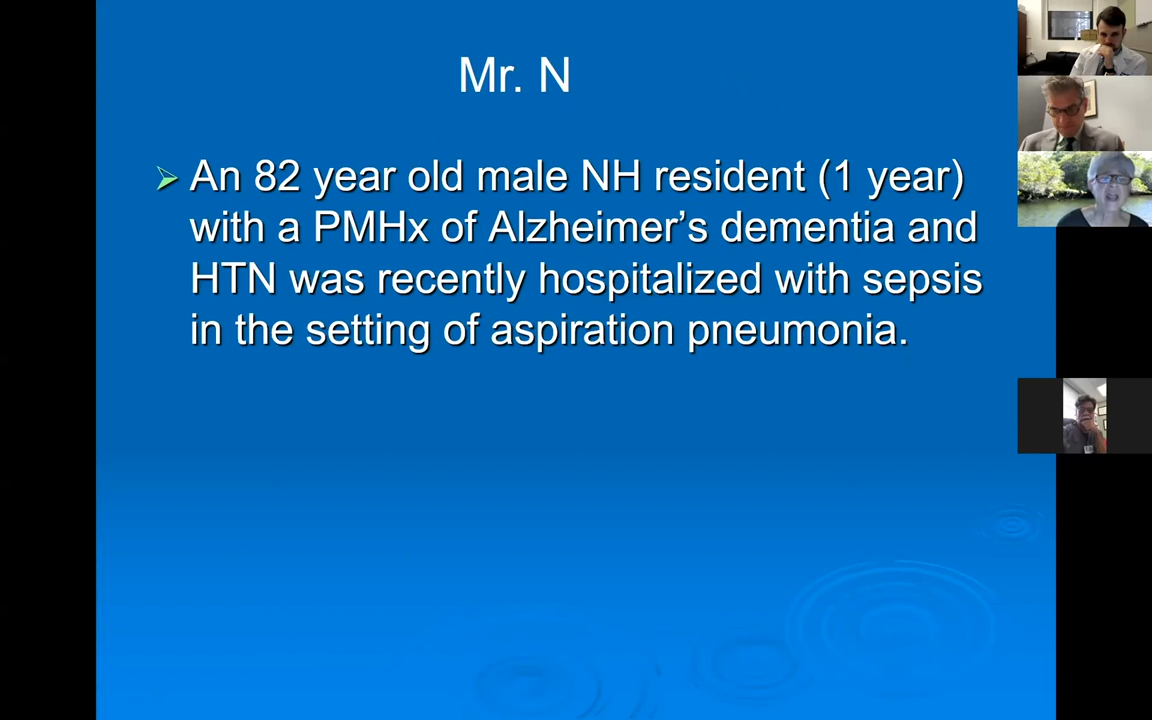 Mr. N
An 82 year old male NH resident (1 year)
with a PMHx of Alzheimer’s dementia and
HTN was recently hospitalized with sepsis
in the setting of aspiration pneumonia.